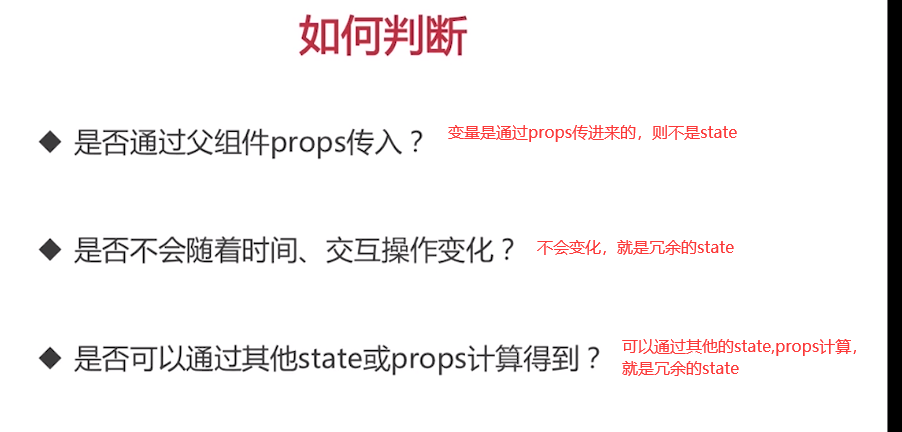 如何判断
◆ 是否通过父组件props传入？
变量是通过props传进来的，则不是state
◆ 是否不会随着时间、交互操作变化？
不会变化，就是冗余的state
◆ 是否可以通过其他state或props计算得到？
可以通过其他的state,props计算，
就是冗余的state